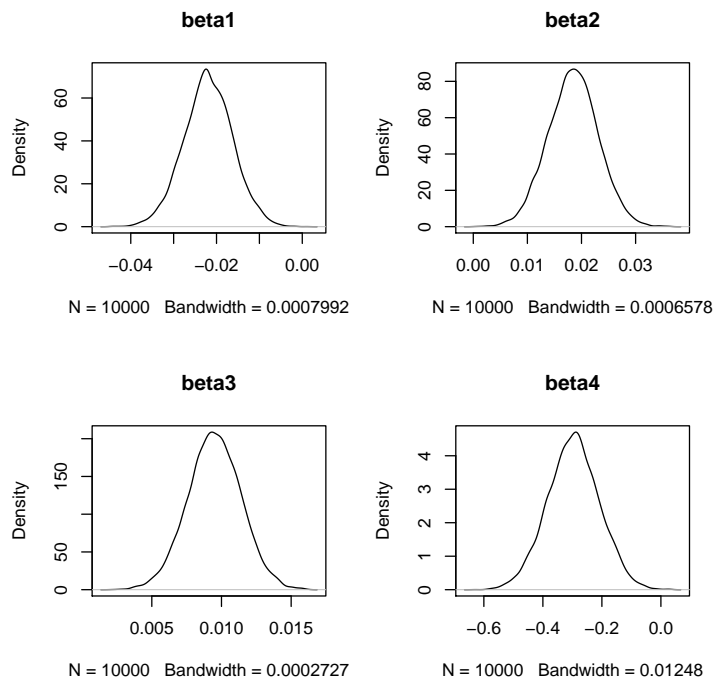 beta1
Density
0 20 40 60
−0.04 −0.02 0.00
N = 10000 Bandwidth = 0.0007992
beta2
Density
0 20 40 60 80
0.00 0.01 0.02 0.03
N = 10000 Bandwidth = 0.0006578
beta3
Density
0 50 150
0.005 0.010 0.015
N = 10000 Bandwidth = 0.0002727
beta4
Density
0 1 2 3 4
−0.6 −0.4 −0.2 0.0
N = 10000 Bandwidth = 0.01248